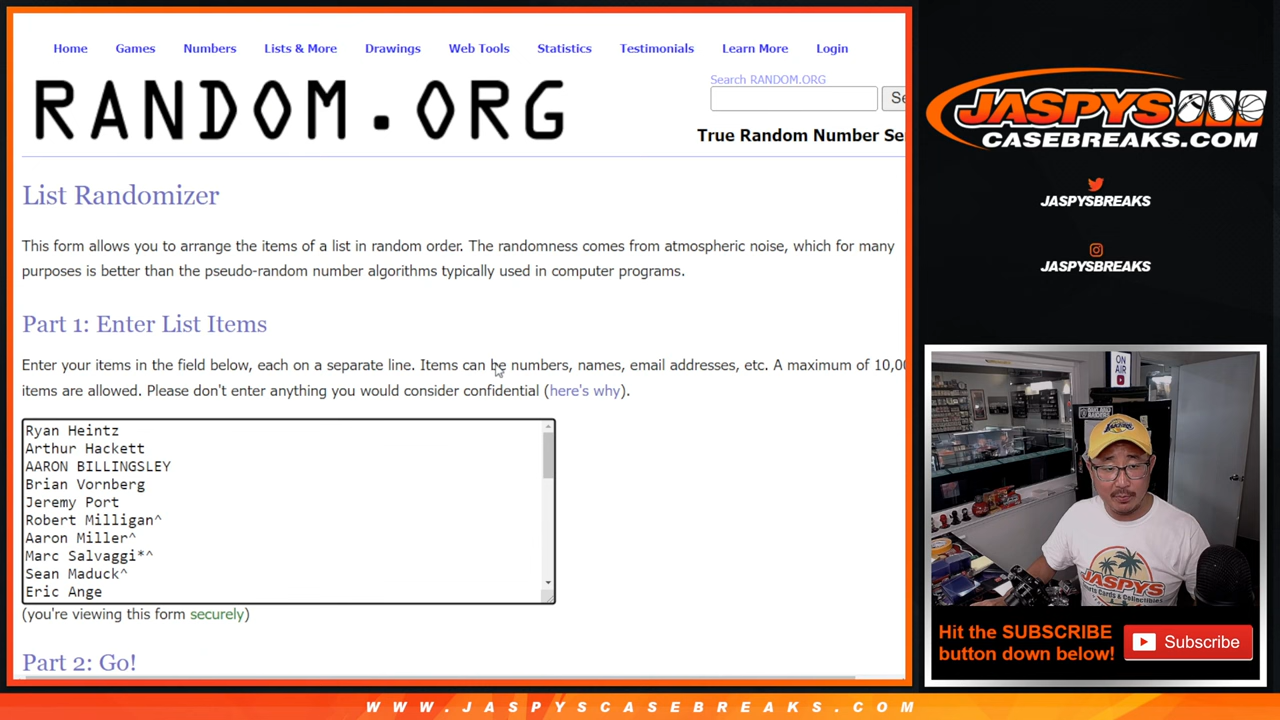 Home Games Numbers Lists & More Drawings Web Tools Statistics Testimonials Learn More Login
RANDOM.ORG
Search RANDOM.ORG
Se
True Random Number Se
List Randomizer
This form allows you to arrange the items of a list in random order. The randomness comes from atmospheric noise, which for many
purposes is better than the pseudo-random number algorithms typically used in computer programs.
Part 1: Enter List Items
Enter your items in the field below, each on a separate line. Items can be numbers, names, email addresses, etc. A maximum of 10,00
items are allowed. Please don't enter anything you would consider confidential (here's why).
Ryan Heintz
Arthur Hackett
AARON BILLINGSLEY
Brian Vornberg
Jeremy Port
Robert Milligan^
Aaron Miller^
Marc Salvaggi*^
Sean Maduck^
Eric Ange
(you're viewing this form securely)
Part 2: Go!
JASPYS
CASEBREAKS.COM
JASPYSBREAKS
JASPYSBREAKS
ON
AIR
JASPYS
Hit the SUBSCRIBE
button down below!
Subscribe
WWW.JASPYSCASEBREAKS.COM